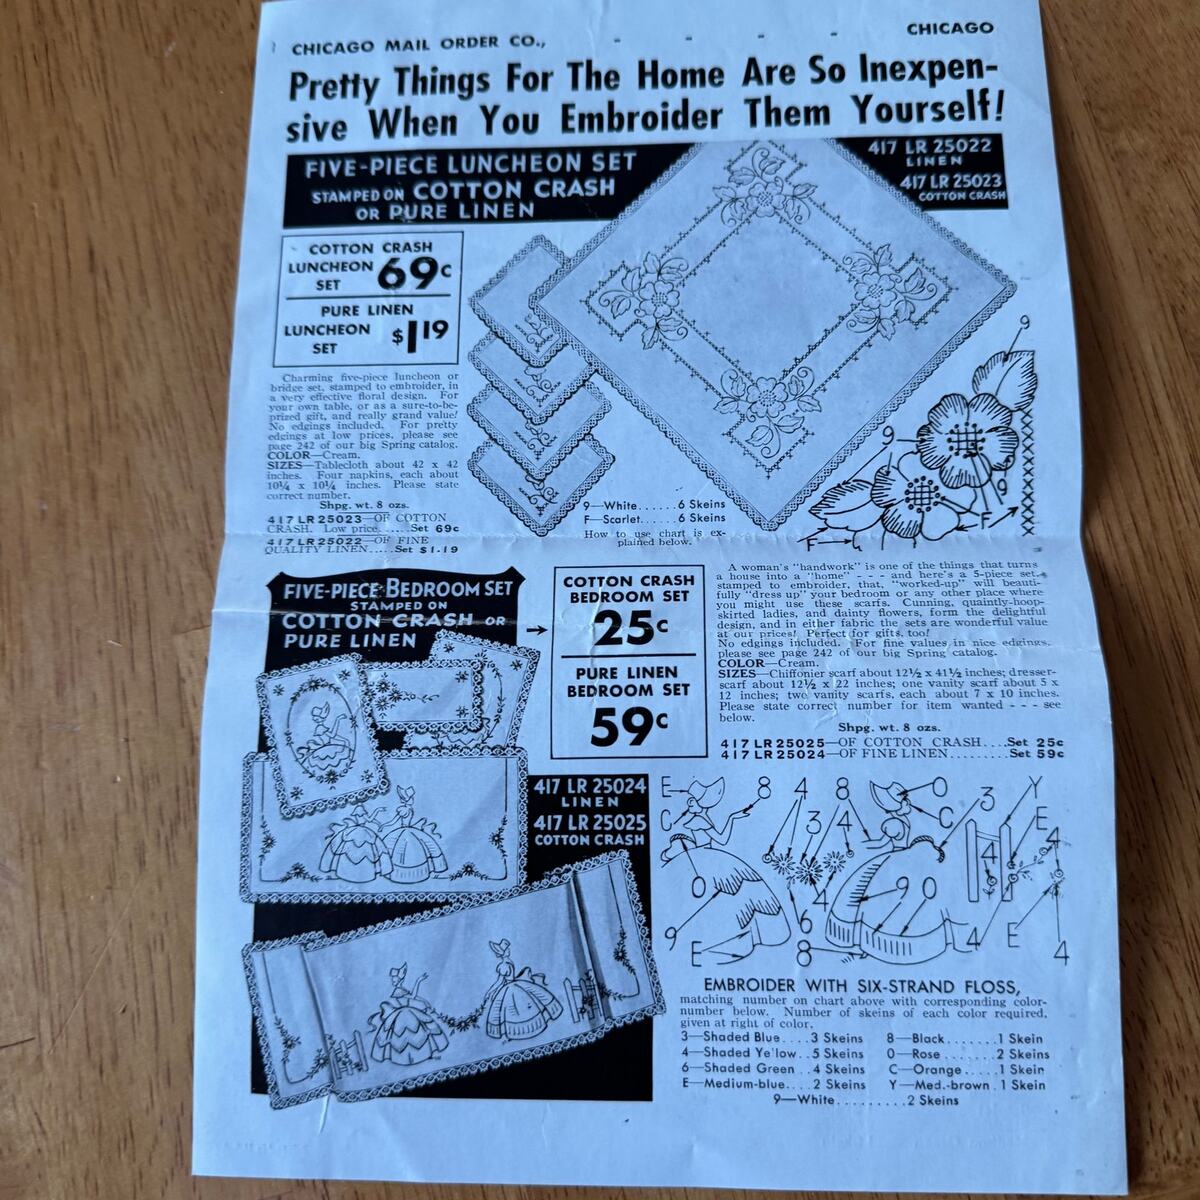 CHICAGO MAIL ORDER CO., - - - - CHICAGO
Pretty Things For The Home Are So Inexpen-
sive When You Embroider Them Yourself!
FIVE-PIECE LUNCHEON SET
STAMPED ON COTTON CRASH
OR PURE LINEN
417 LR 25022
LINEN
417 LR 25023
COTTON CRASH
COTTON CRASH
LUNCHEON
SET
69c
PURE LINEN
LUNCHEON
SET
$1.19
Charming five-piece luncheon or
bridge set, stamped to embroider, in
a very effective floral design. For
your own table, or as a sure-to-be-
prized gift, and really grand value!
No edgings included. For pretty
edgings at low prices, please see
page 242 of our big Spring catalog.
COLOR—Cream.
SIZES—Tablecloth about 42 x 42
inches. Four napkins, each about
10¼ x 10¼ inches. Please state
correct number.
Shpg. wt. 8 ozs.
417 LR 25023—OF COTTON
CRASH. Low price.....Set 69c
417 LR 25022—OF FINE
QUALITY LINEN.....Set $1.19
9
9
9
F
F
9—White......6 Skeins
F—Scarlet......6 Skeins
How to use chart is ex-
plained below.
FIVE-PIECE BEDROOM SET
STAMPED ON
COTTON CRASH OR
PURE LINEN
COTTON CRASH
BEDROOM SET
25c
PURE LINEN
BEDROOM SET
59c
A woman's "handwork" is one of the things that turns
a house into a "home" - - - and here's a 5-piece set,
stamped to embroider, that, "worked-up" will beauti-
fully "dress up" your bedroom or any other place where
you might use these scarfs. Cunning, quaintly-hoop-
skirted ladies, and dainty flowers, form the delightful
design, and in either fabric the sets are wonderful value
at our prices! Perfect for gifts, too!
No edgings included. For fine values in nice edgings,
please see page 242 of our big Spring catalog.
COLOR—Cream.
SIZES—Chiffonier scarf about 12½ x 41½ inches; dresser-
scarf about 12½ x 22 inches; one vanity scarf about 5 x
12 inches; two vanity scarfs, each about 7 x 10 inches.
Please state correct number for item wanted - - - see
below.
Shpg. wt. 8 ozs.
417 LR 25025—OF COTTON CRASH....Set 25c
417 LR 25024—OF FINE LINEN.........Set 59c
417 LR 25024
LINEN
417 LR 25025
COTTON CRASH
E 8 4 8 O 3 Y
C 3 4 C E 4
4
O 4 9 O
9 6
E 8 4 E 4
EMBROIDER WITH SIX-STRAND FLOSS,
matching number on chart above with corresponding color-
number below. Number of skeins of each color required,
given at right of color.
3—Shaded Blue....3 Skeins
4—Shaded Yellow..5 Skeins
6—Shaded Green..4 Skeins
E—Medium-blue...2 Skeins
8—Black.......1 Skein
O—Rose.......2 Skeins
C—Orange....1 Skein
Y—Med.-brown.1 Skein
9—White.........2 Skeins